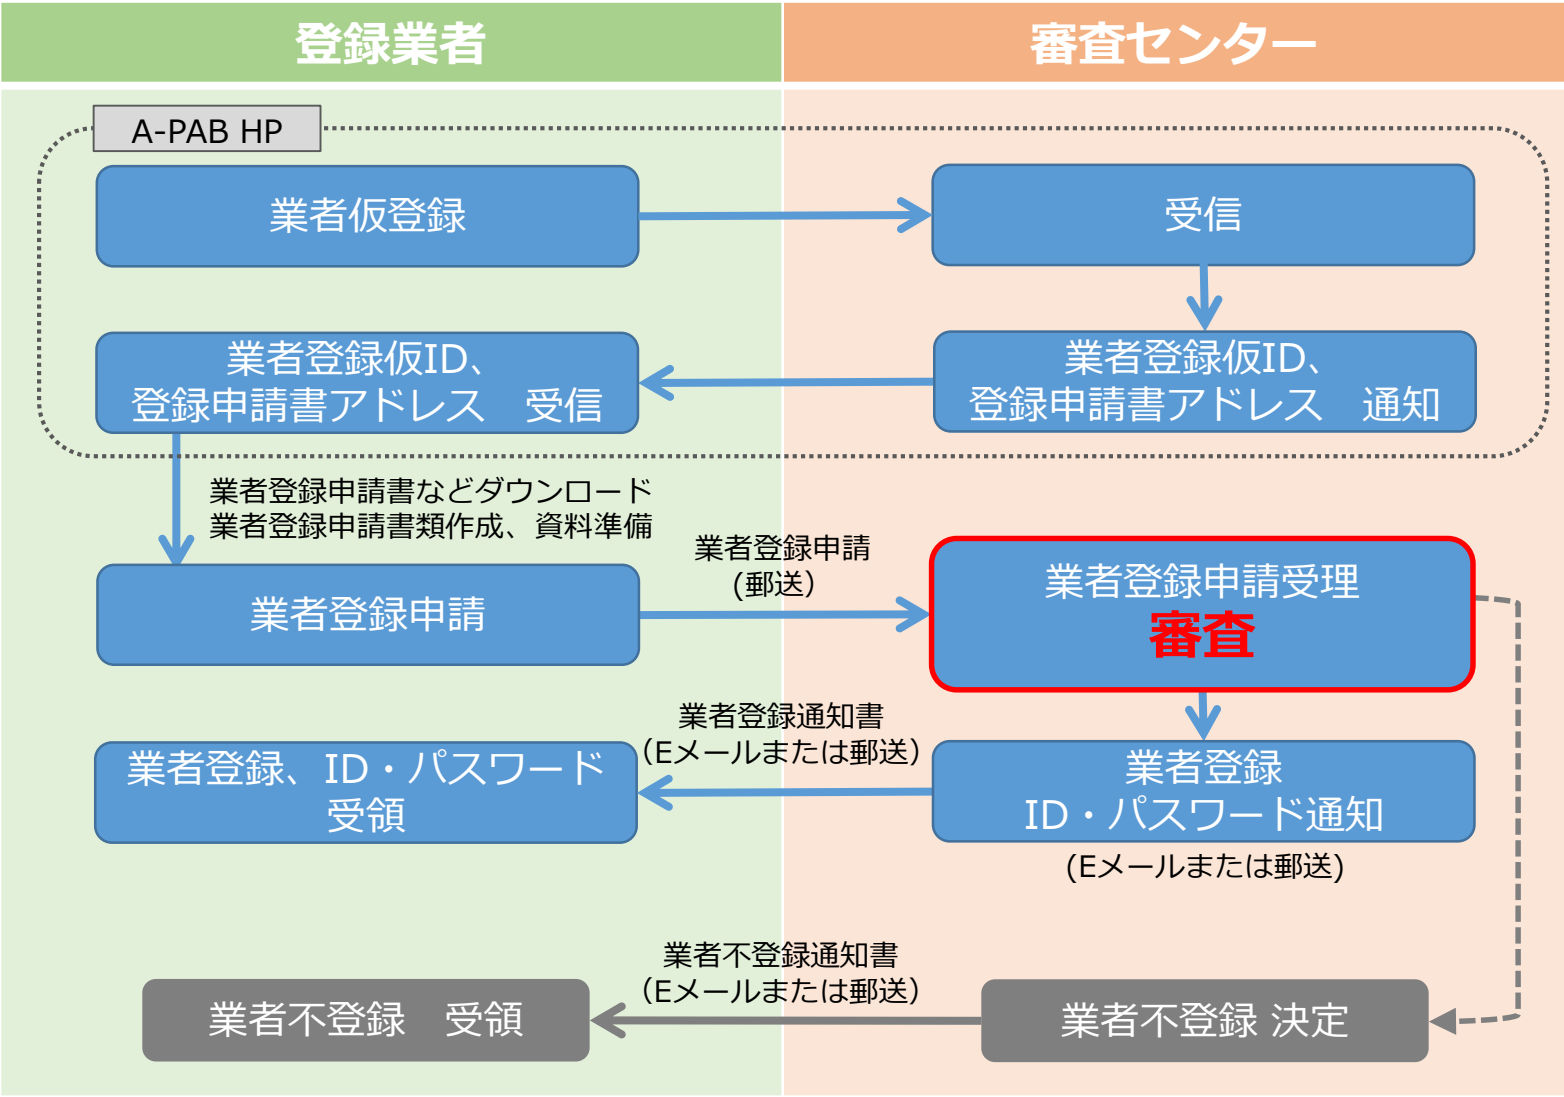 登録業者
審査センター
A-PAB HP
業者仮登録
受信
業者登録仮ID、
登録申請書アドレス　通知
業者登録仮ID、
登録申請書アドレス　受信
業者登録申請書などダウンロード
業者登録申請書類作成、資料準備
業者登録申請
業者登録申請
(郵送）
業者登録申請受理
審査
業者登録
ID・パスワード通知
(Eメールまたは郵送)
業者登録通知書
（Eメールまたは郵送）
業者登録、ID・パスワード
受領
業者不登録 決定
業者不登録通知書
（Eメールまたは郵送）
業者不登録　受領